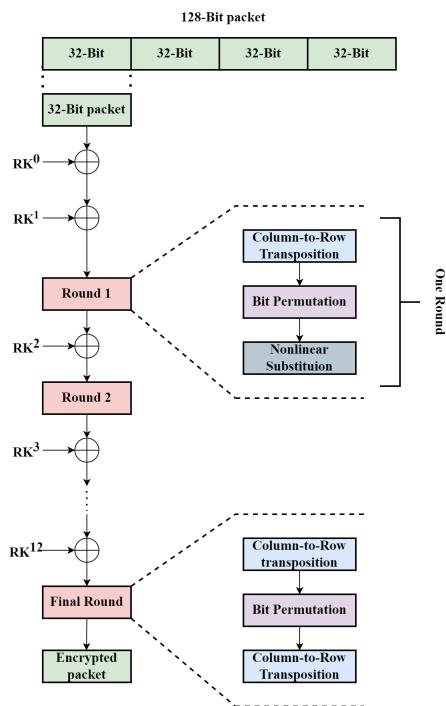 128-Bit packet
32-Bit 32-Bit 32-Bit 32-Bit
32-Bit packet
RK0
RK1
Column-to-Row
Transposition
Round 1
Bit Permutation
One Round
RK2
Nonlinear
Substituion
Round 2
RK3
RK12
Column-to-Row
transposition
Final Round
Bit Permutation
Encrypted
packet
Column-to-Row
Transposition